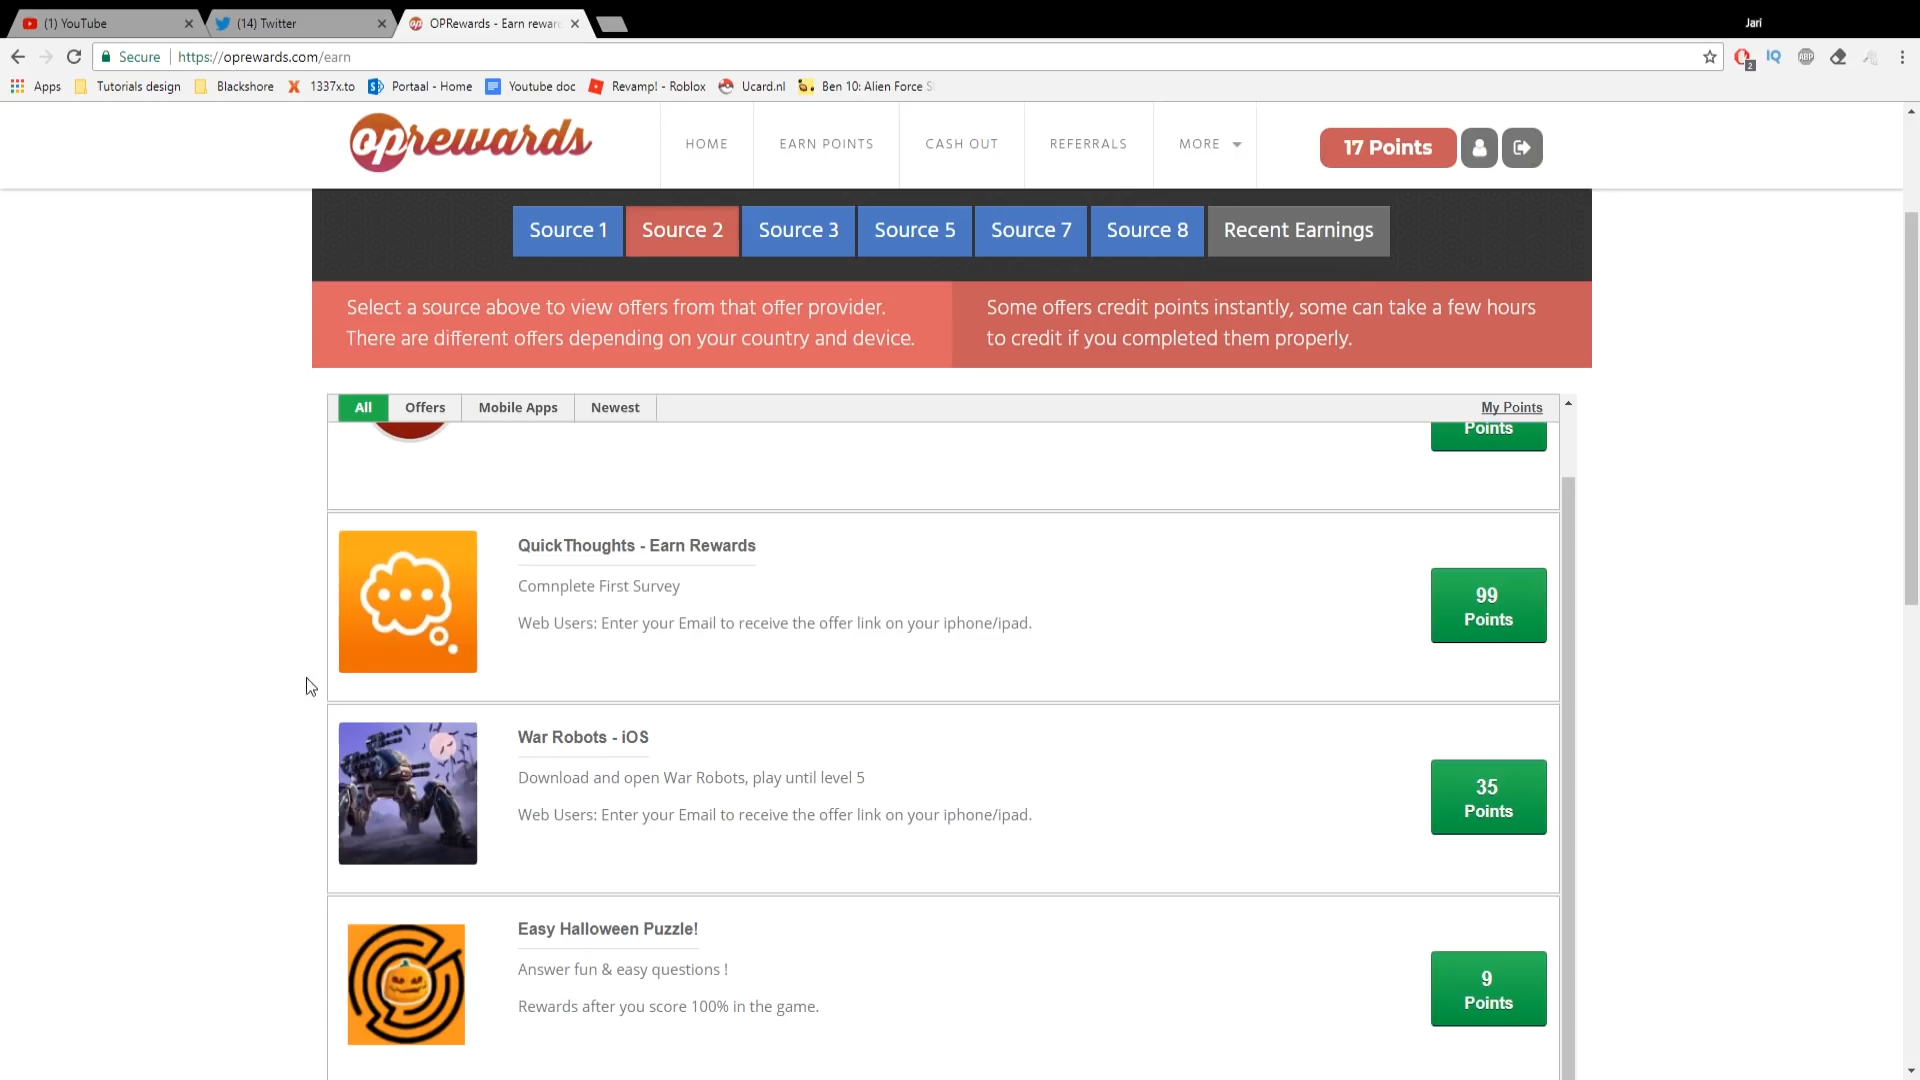 (1) YouTube
(14) Twitter
OPRewards - Earn rewar
Jari
Secure
https://oprewards.com/earn
2
IQ
ABP
Apps
Tutorials design
Blackshore
1337x.to
Portaal - Home
Youtube doc
Revamp! - Roblox
Ucard.nl
Ben 10: Alien Force S
oprewards
HOME
EARN POINTS
CASH OUT
REFERRALS
MORE
17 Points
Source 1
Source 2
Source 3
Source 5
Source 7
Source 8
Recent Earnings
Select a source above to view offers from that offer provider.
There are different offers depending on your country and device.
Some offers credit points instantly, some can take a few hours
to credit if you completed them properly.
All
Offers
Mobile Apps
Newest
My Points
Points
QuickThoughts - Earn Rewards
Comnplete First Survey
Web Users: Enter your Email to receive the offer link on your iphone/ipad.
99
Points
War Robots - iOS
Download and open War Robots, play until level 5
Web Users: Enter your Email to receive the offer link on your iphone/ipad.
35
Points
Easy Halloween Puzzle!
Answer fun & easy questions !
Rewards after you score 100% in the game.
9
Points